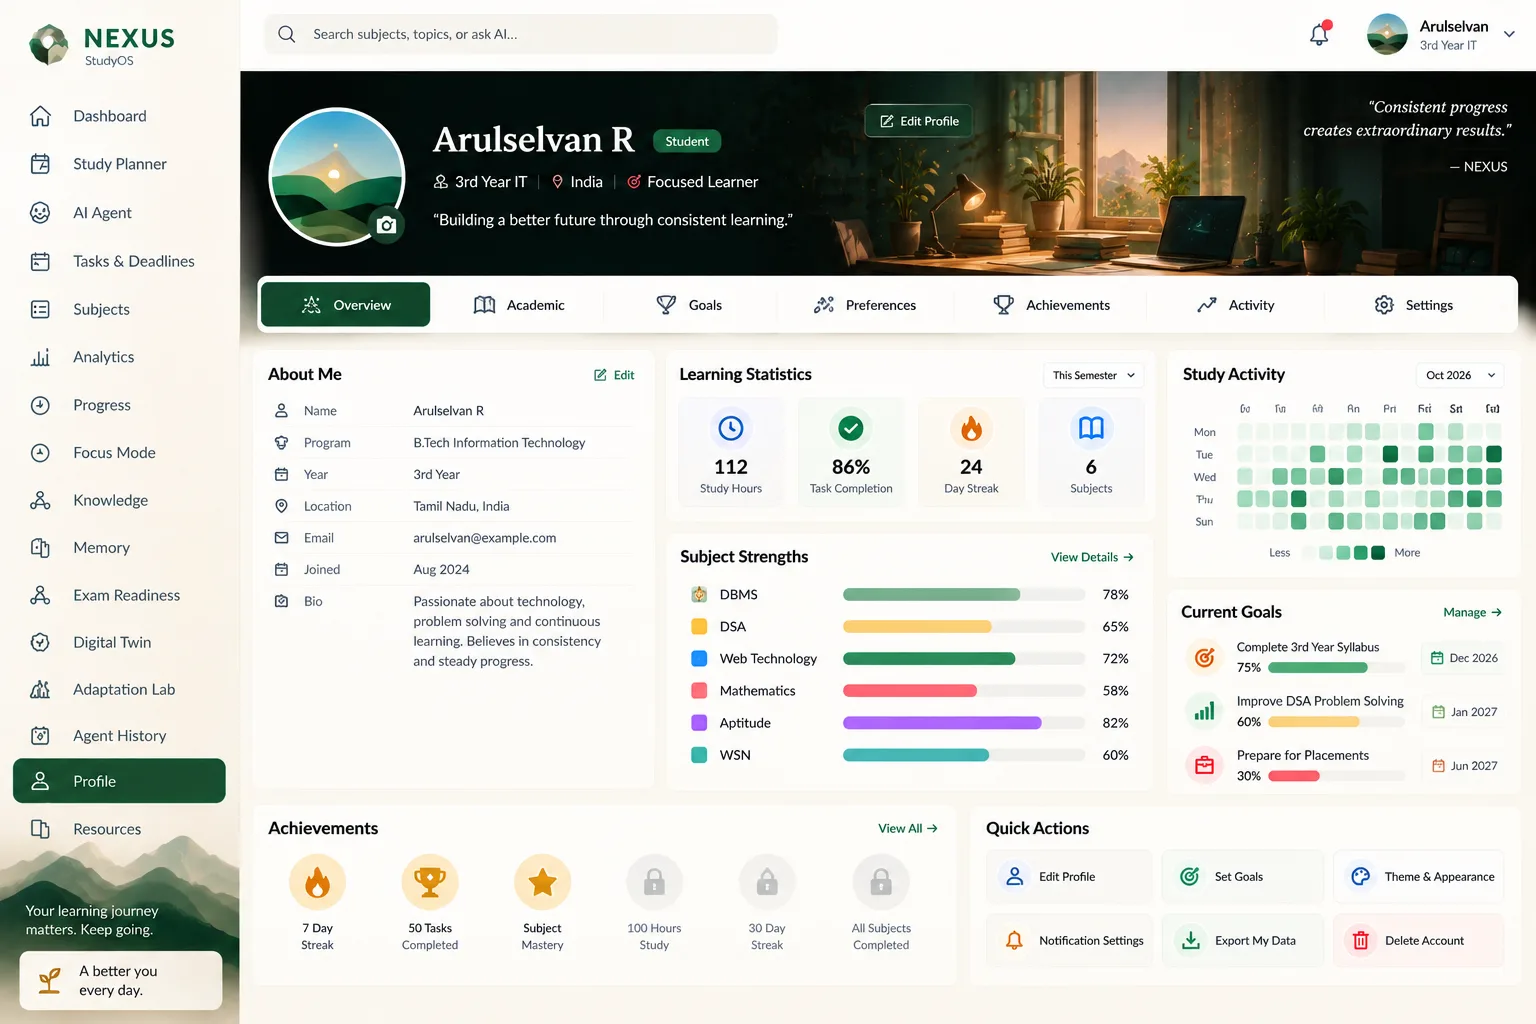 NEXUS
StudyOS
Search subjects, topics, or ask AI...
Arulselvan
3rd Year IT
Dashboard
Study Planner
AI Agent
Tasks & Deadlines
Subjects
Analytics
Progress
Focus Mode
Knowledge
Memory
Exam Readiness
Digital Twin
Adaptation Lab
Agent History
Profile
Resources
Your learning journey
matters. Keep going.
A better you
every day.
Arulselvan R
Student
3rd Year IT
India
Focused Learner
“Building a better future through consistent learning.”
Edit Profile
“Consistent progress
creates extraordinary results.”
— NEXUS
Overview
Academic
Goals
Preferences
Achievements
Activity
Settings
About Me
Edit
Name Arulselvan R
Program B.Tech Information Technology
Year 3rd Year
Location Tamil Nadu, India
Email arulselvan@example.com
Joined Aug 2024
Bio Passionate about technology,
problem solving and continuous
learning. Believes in consistency
and steady progress.
Learning Statistics
This Semester
112
Study Hours
86%
Task Completion
24
Day Streak
6
Subjects
Subject Strengths
View Details →
DBMS 78%
DSA 65%
Web Technology 72%
Mathematics 58%
Aptitude 82%
WSN 60%
Study Activity
Oct 2026
Mon
Tue
Wed
Thu
Sun
Less More
Current Goals
Manage →
Complete 3rd Year Syllabus
75%
Dec 2026
Improve DSA Problem Solving
60%
Jan 2027
Prepare for Placements
30%
Jun 2027
Achievements
View All →
7 Day
Streak
50 Tasks
Completed
Subject
Mastery
100 Hours
Study
30 Day
Streak
All Subjects
Completed
Quick Actions
Edit Profile
Set Goals
Theme & Appearance
Notification Settings
Export My Data
Delete Account